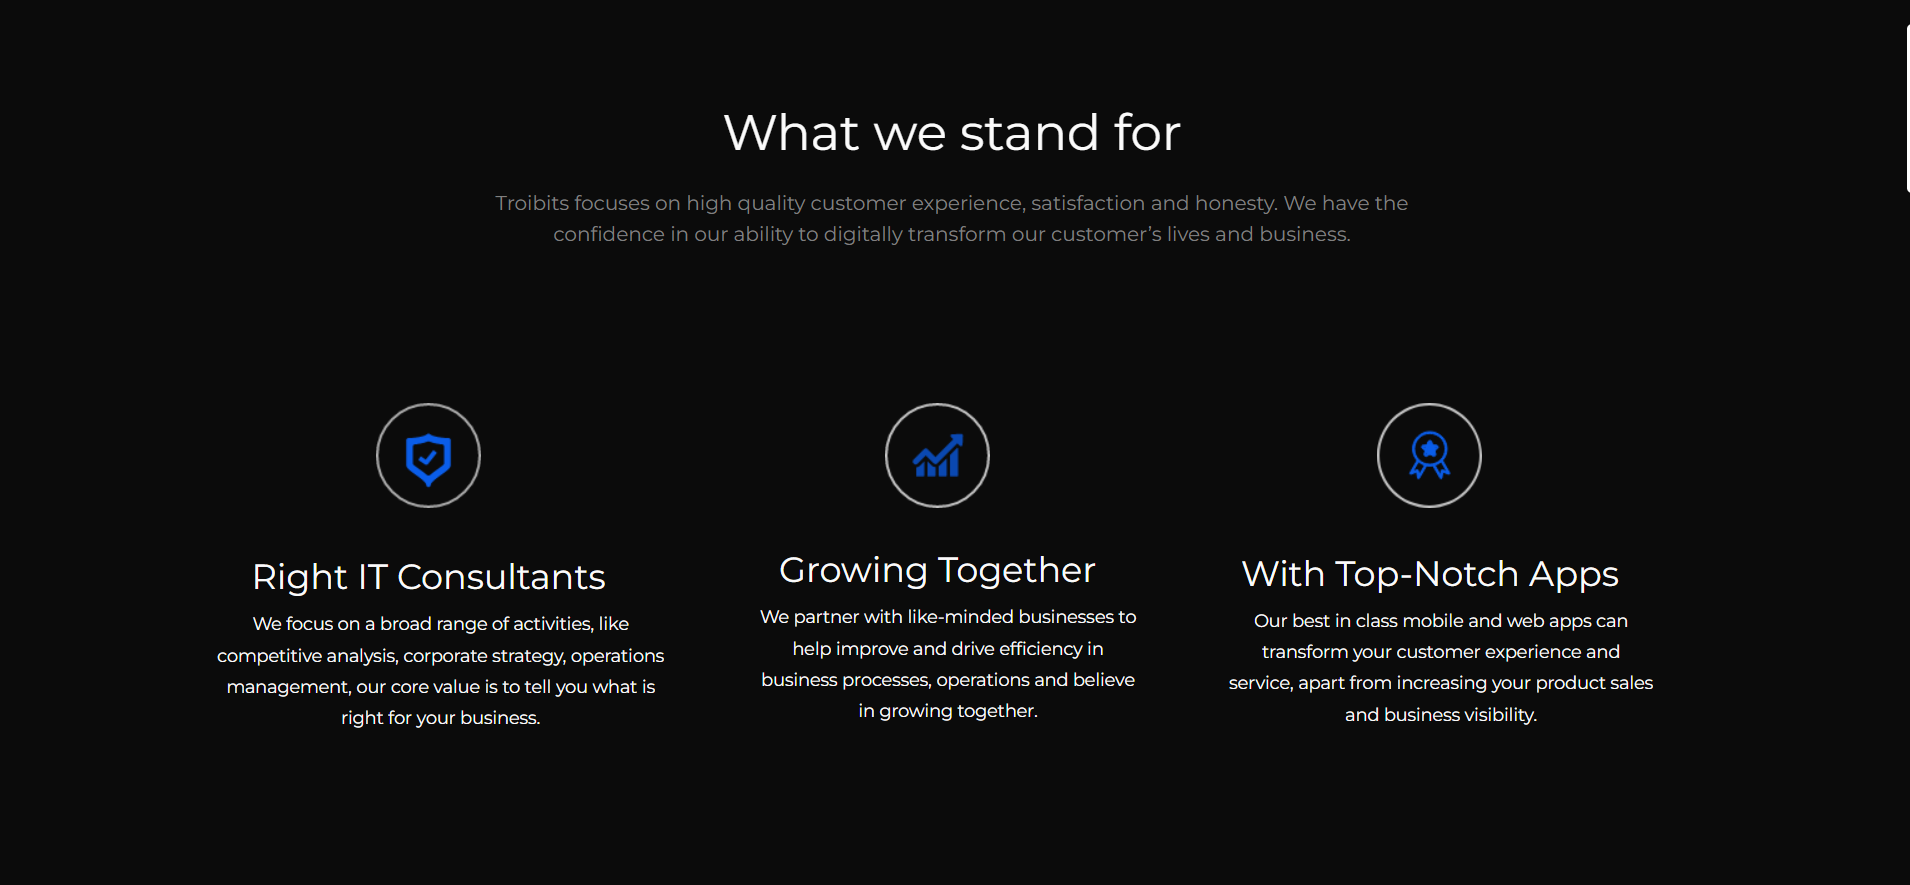 What we stand for
Troibits focuses on high quality customer experience, satisfaction and honesty. We have the
confidence in our ability to digitally transform our customer’s lives and business.
Right IT Consultants
We focus on a broad range of activities, like
competitive analysis, corporate strategy, operations
management, our core value is to tell you what is
right for your business.
Growing Together
We partner with like-minded businesses to
help improve and drive efficiency in
business processes, operations and believe
in growing together.
With Top-Notch Apps
Our best in class mobile and web apps can
transform your customer experience and
service, apart from increasing your product sales
and business visibility.